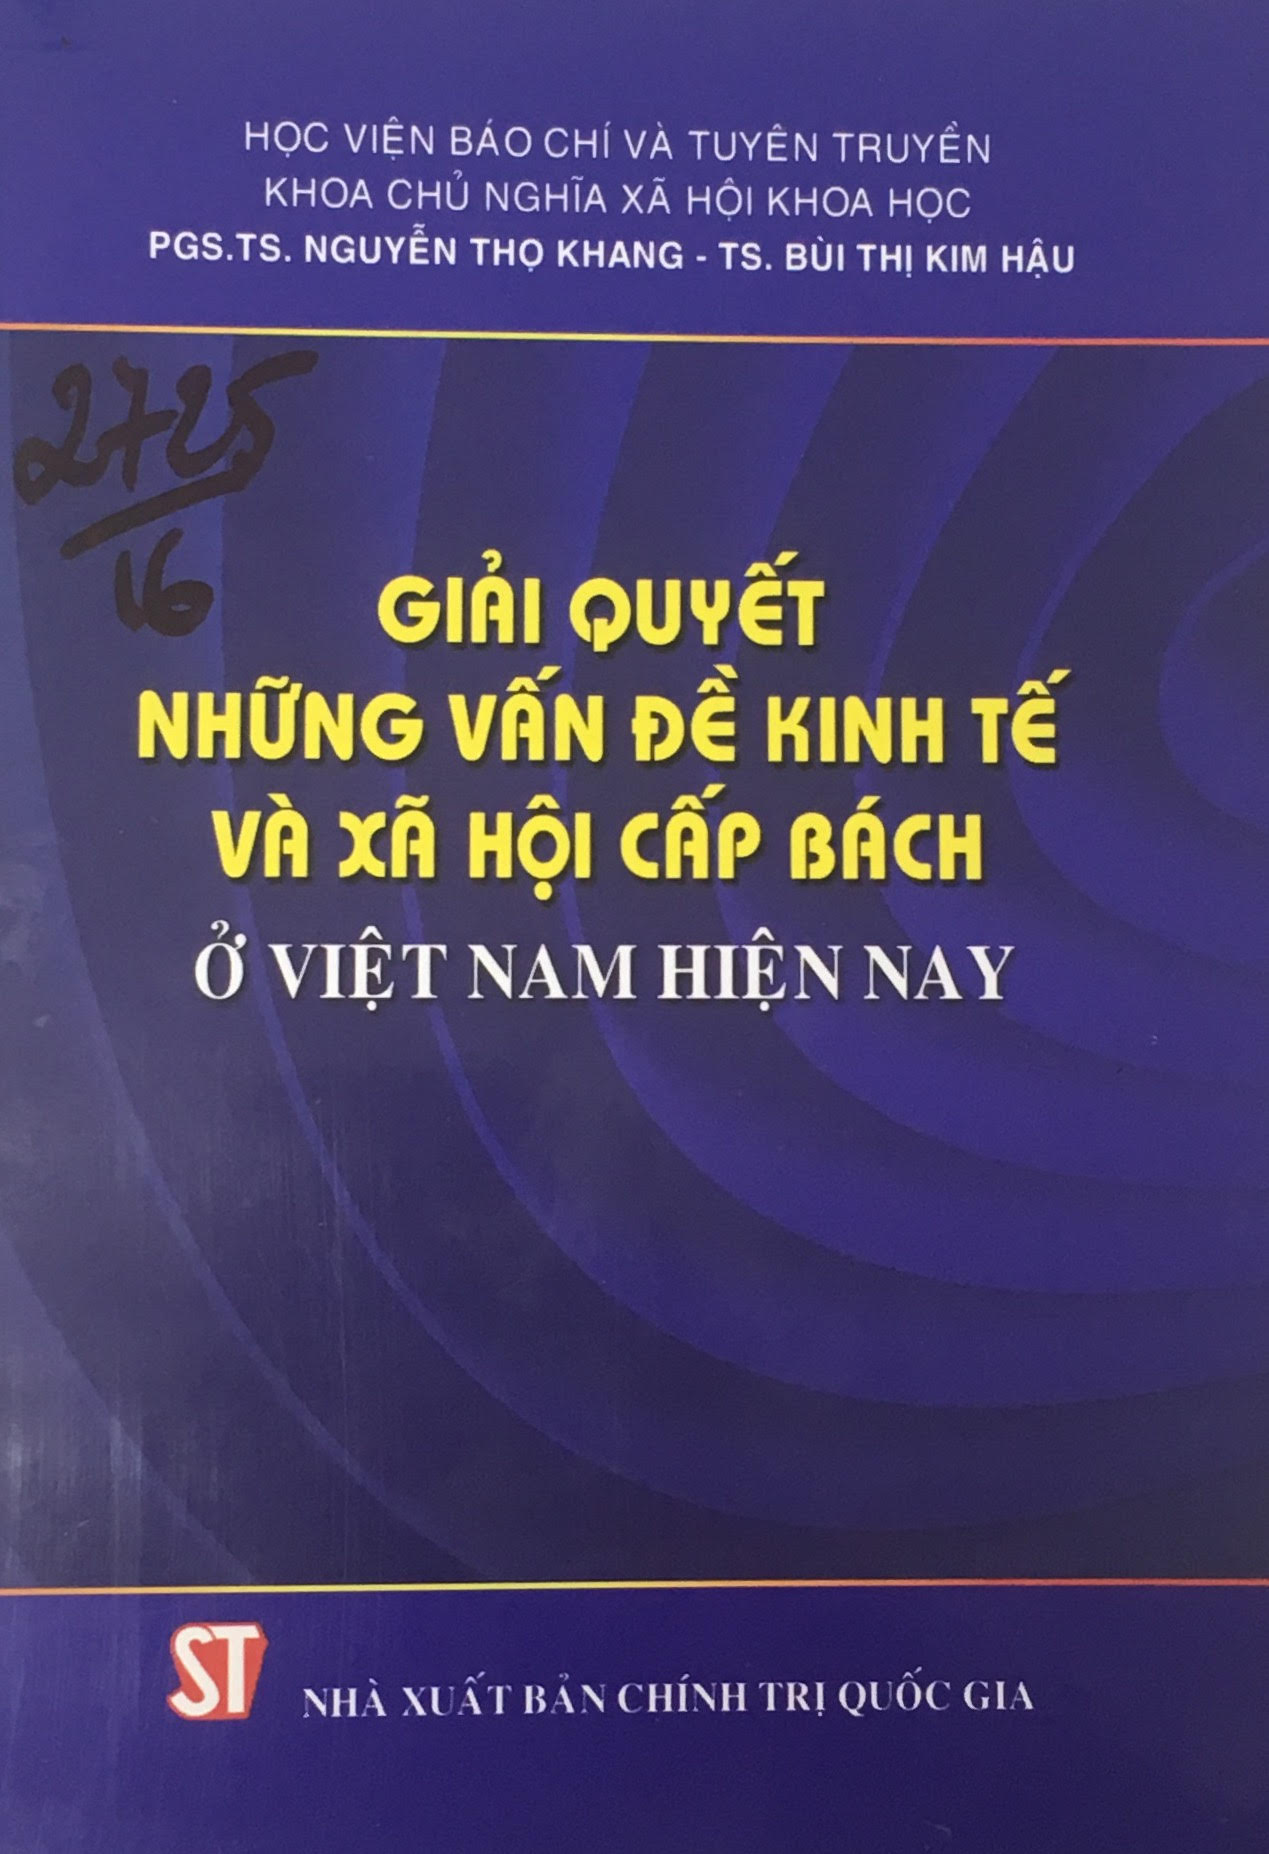 HỌC VIỆN BÁO CHÍ VÀ TUYÊN TRUYỀN
KHOA CHỦ NGHĨA XÃ HỘI KHOA HỌC
PGS.TS. NGUYỄN THỌ KHANG - TS. BÙI THỊ KIM HẬU
2725
16
GIẢI QUYẾT
NHỮNG VẤN ĐỀ KINH TẾ
VÀ XÃ HỘI CẤP BÁCH
Ở VIỆT NAM HIỆN NAY
ST
NHÀ XUẤT BẢN CHÍNH TRỊ QUỐC GIA